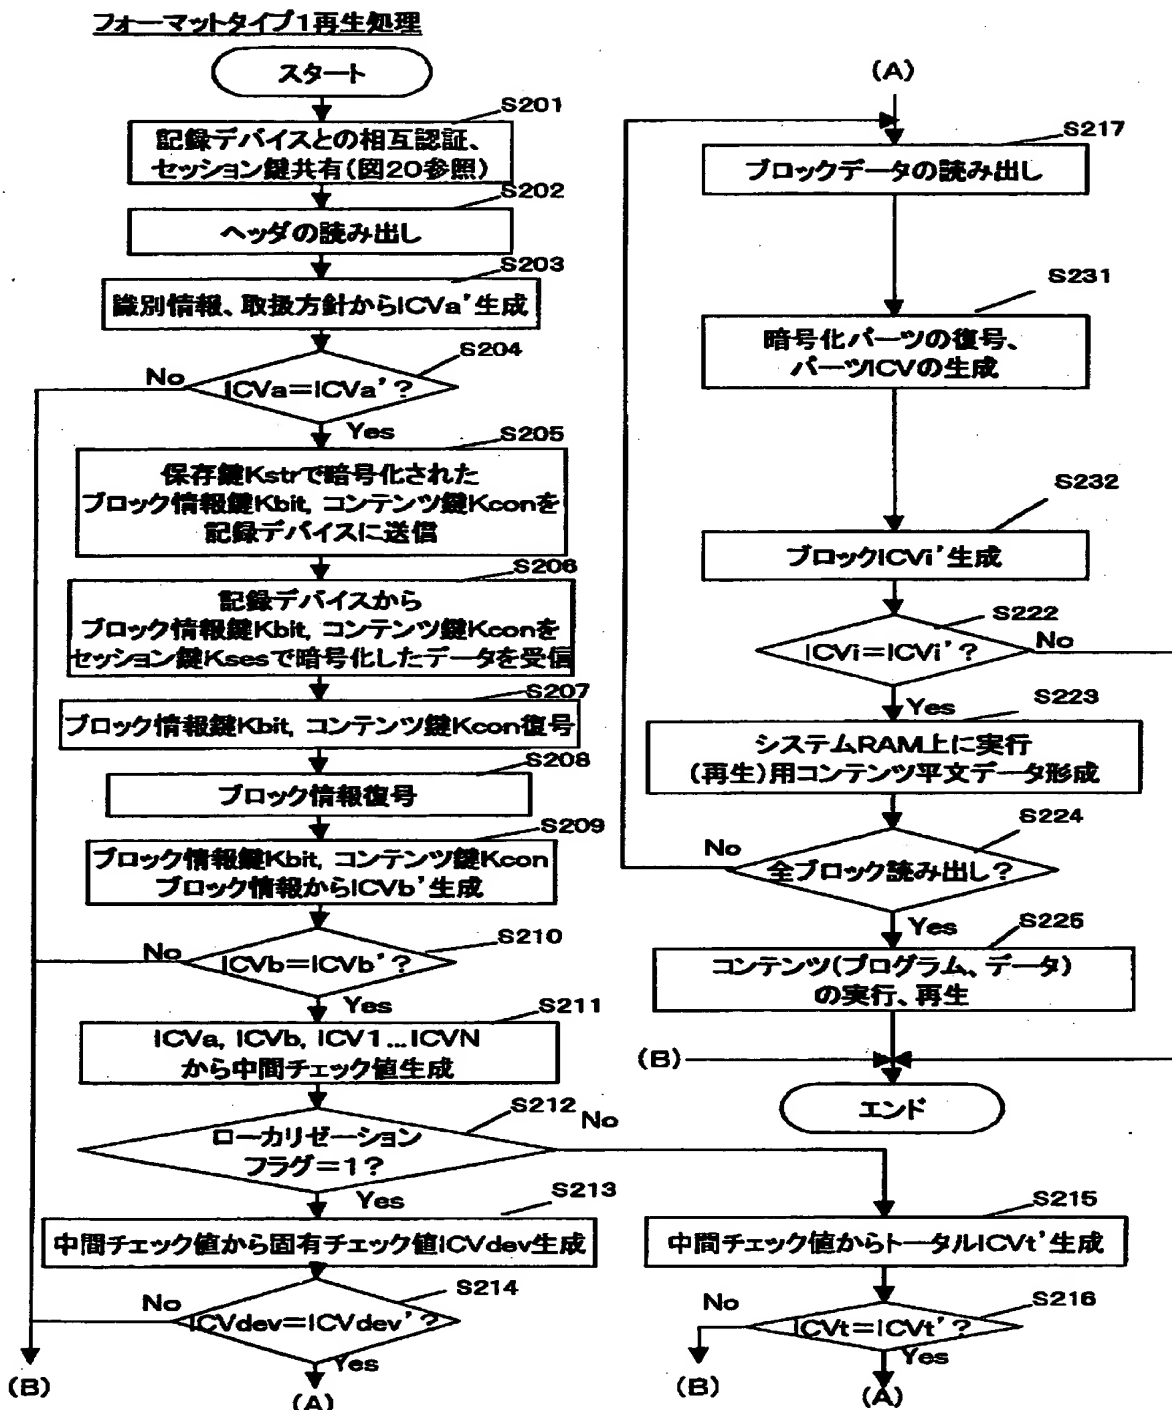 フォーマットタイプ1再生処理
スタート
S201
記録デバイスとの相互認証、
セッション鍵共有(図20参照)
S202
ヘッダの読み出し
S203
識別情報、取扱方針からICVa'生成
S204
No
ICVa=ICVa'?
Yes
S205
保存鍵Kstrで暗号化された
ブロック情報鍵Kbit, コンテンツ鍵Kconを
記録デバイスに送信
S206
記録デバイスから
ブロック情報鍵Kbit, コンテンツ鍵Kconを
セッション鍵Ksesで暗号化したデータを受信
S207
ブロック情報鍵Kbit, コンテンツ鍵Kcon復号
S208
ブロック情報復号
S209
ブロック情報鍵Kbit, コンテンツ鍵Kcon
ブロック情報からICVb'生成
S210
No
ICVb=ICVb'?
Yes
S211
ICVa, ICVb, ICV1...ICVN
から中間チェック値生成
S212
No
ローカリゼーション
フラグ=1?
Yes
S213
中間チェック値から固有チェック値ICVdev生成
S214
No
ICVdev=ICVdev'?
Yes
(B)
(A)
(A)
S217
ブロックデータの読み出し
S231
暗号化パーツの復号、
パーツICVの生成
S232
ブロックICVi'生成
S222
ICVi=ICVi'?
No
Yes
S223
システムRAM上に実行
(再生)用コンテンツ平文データ形成
S224
No
全ブロック読み出し?
Yes
S225
コンテンツ(プログラム、データ)
の実行、再生
(B)
エンド
S215
中間チェック値からトータルICVt'生成
S216
No
ICVt=ICVt'?
Yes
(B)
(A)